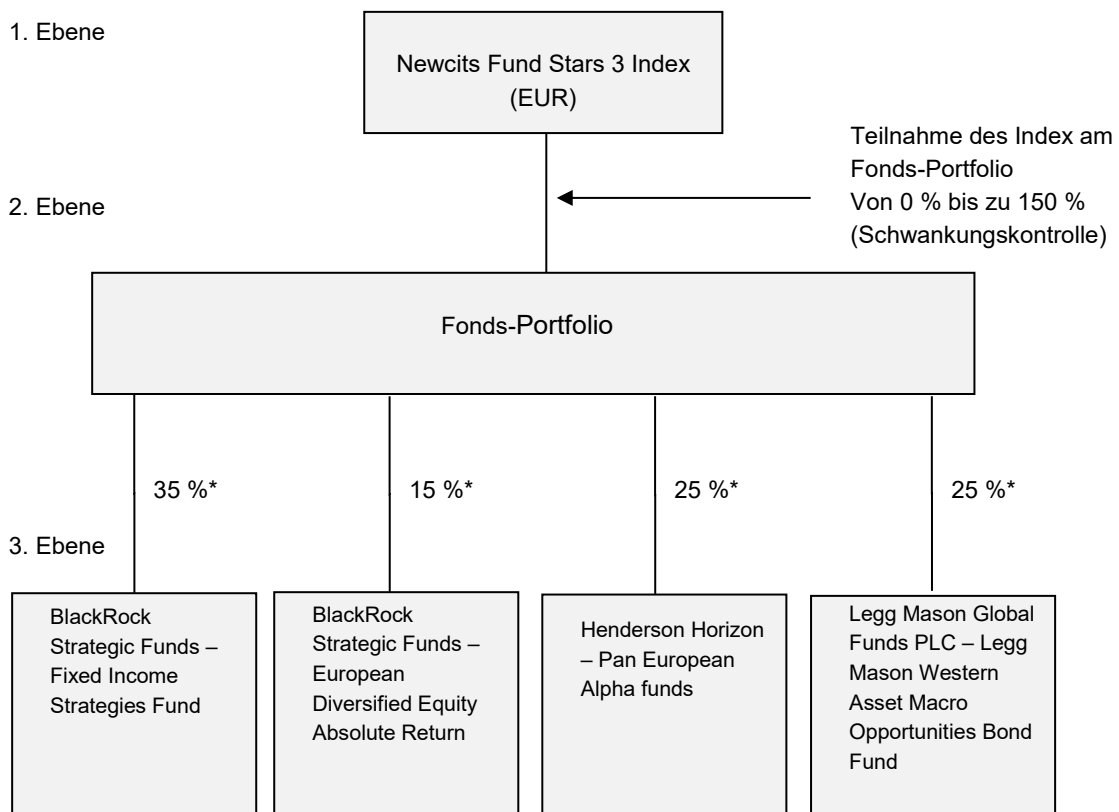 1. Ebene
Newcits Fund Stars 3 Index
(EUR)
Teilnahme des Index am
Fonds-Portfolio
Von 0 % bis zu 150 %
(Schwankungskontrolle)
2. Ebene
Fonds-Portfolio
35 %*
15 %*
25 %*
25 %*
3. Ebene
BlackRock
Strategic Funds –
Fixed Income
Strategies Fund
BlackRock
Strategic Funds –
European
Diversified Equity
Absolute Return
Henderson Horizon
– Pan European
Alpha funds
Legg Mason Global
Funds PLC – Legg
Mason Western
Asset Macro
Opportunities Bond
Fund